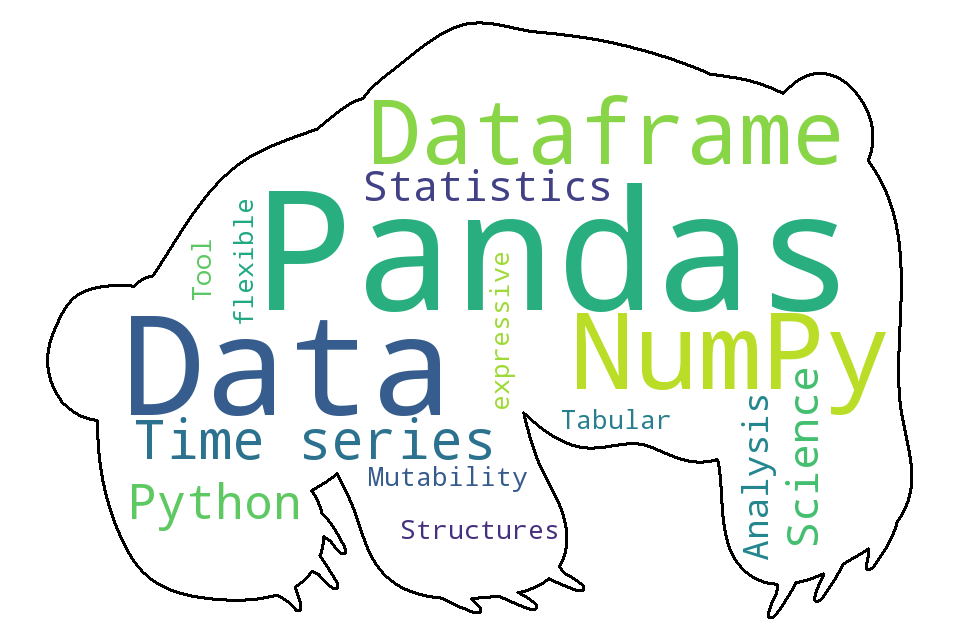 Dataframe
Statistics
Pandas
Tool
flexible
expressive
Data
NumPy
Time series
Tabular
Mutability
Python
Structures
Analysis
Science